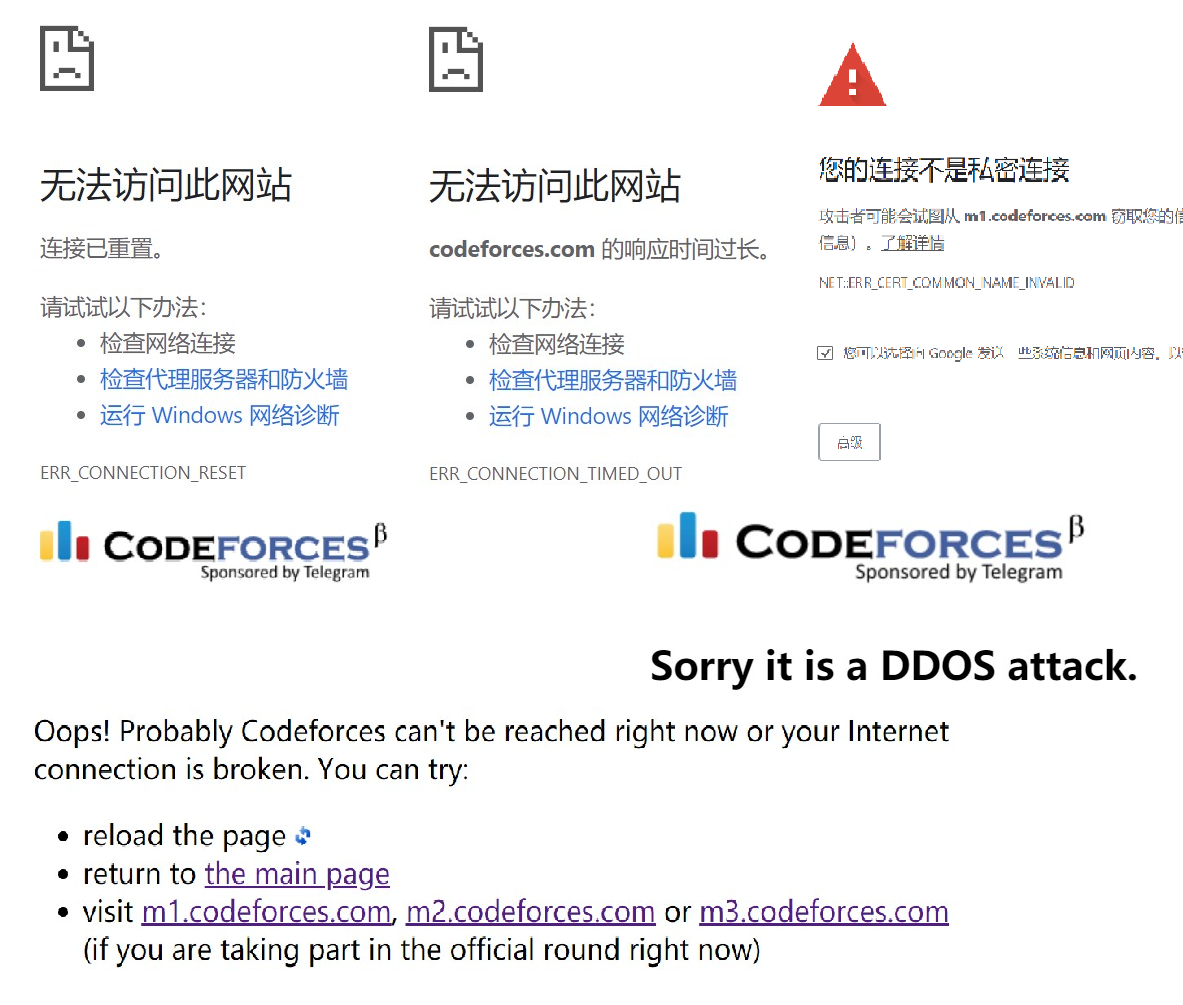 无法访问此网站
连接已重置。
请试试以下办法：
检查网络连接
检查代理服务器和防火墙
运行 Windows 网络诊断
ERR_CONNECTION_RESET
无法访问此网站
codeforces.com 的响应时间过长。
请试试以下办法：
检查网络连接
检查代理服务器和防火墙
运行 Windows 网络诊断
ERR_CONNECTION_TIMED_OUT
您的连接不是私密连接
攻击者可能会试图从 m1.codeforces.com 窃取您的信
信息）。了解详情
NET::ERR_CERT_COMMON_NAME_INVALID
您可以选择向 Google 发送一些系统信息和网页内容，以
高级
CODEFORCES β
Sponsored by Telegram
CODEFORCES β
Sponsored by Telegram
Sorry it is a DDOS attack.
Oops! Probably Codeforces can't be reached right now or your Internet
connection is broken. You can try:
reload the page
return to the main page
visit m1.codeforces.com, m2.codeforces.com or m3.codeforces.com
(if you are taking part in the official round right now)